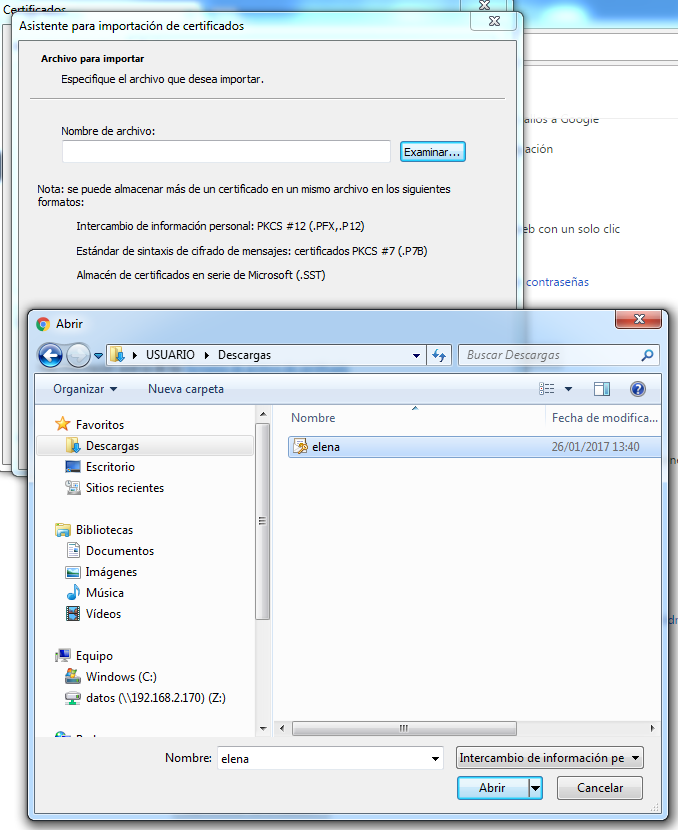 Certificados
Asistente para importación de certificados
Archivo para importar
Especifique el archivo que desea importar.
Nombre de archivo:
Examinar...
Nota: se puede almacenar más de un certificado en un mismo archivo en los siguientes
formatos:
Intercambio de información personal: PKCS #12 (.PFX,.P12)
Estándar de sintaxis de cifrado de mensajes: certificados PKCS #7 (.P7B)
Almacén de certificados en serie de Microsoft (.SST)
a Google
ación
eb con un solo clic
contraseñas
Abrir
USUARIO
Descargas
Buscar Descargas
Organizar
Nueva carpeta
Favoritos
Descargas
Escritorio
Sitios recientes
Bibliotecas
Documentos
Imágenes
Música
Vídeos
Equipo
Windows (C:)
datos (\\192.168.2.170) (Z:)
Nombre
Fecha de modifica...
elena
26/01/2017 13:40
Nombre:
elena
Intercambio de información pe
Abrir
Cancelar